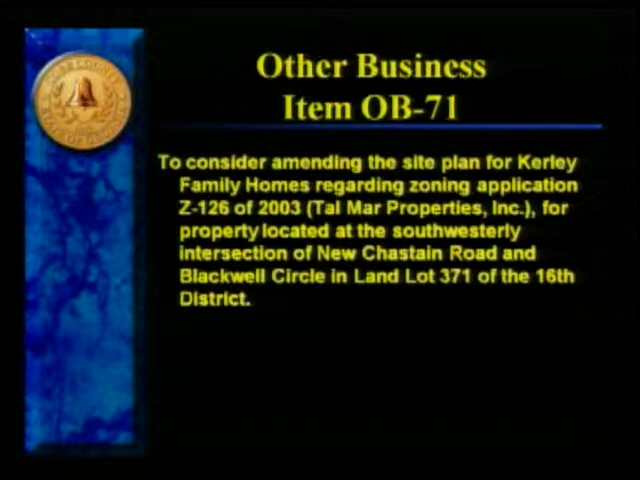 Other Business
Item OB-71
To consider amending the site plan for Kerley
Family Homes regarding zoning application
Z-126 of 2003 (Tal Mar Properties, Inc.), for
property located at the southwesterly
intersection of New Chastain Road and
Blackwell Circle in Land Lot 371 of the 16th
District.